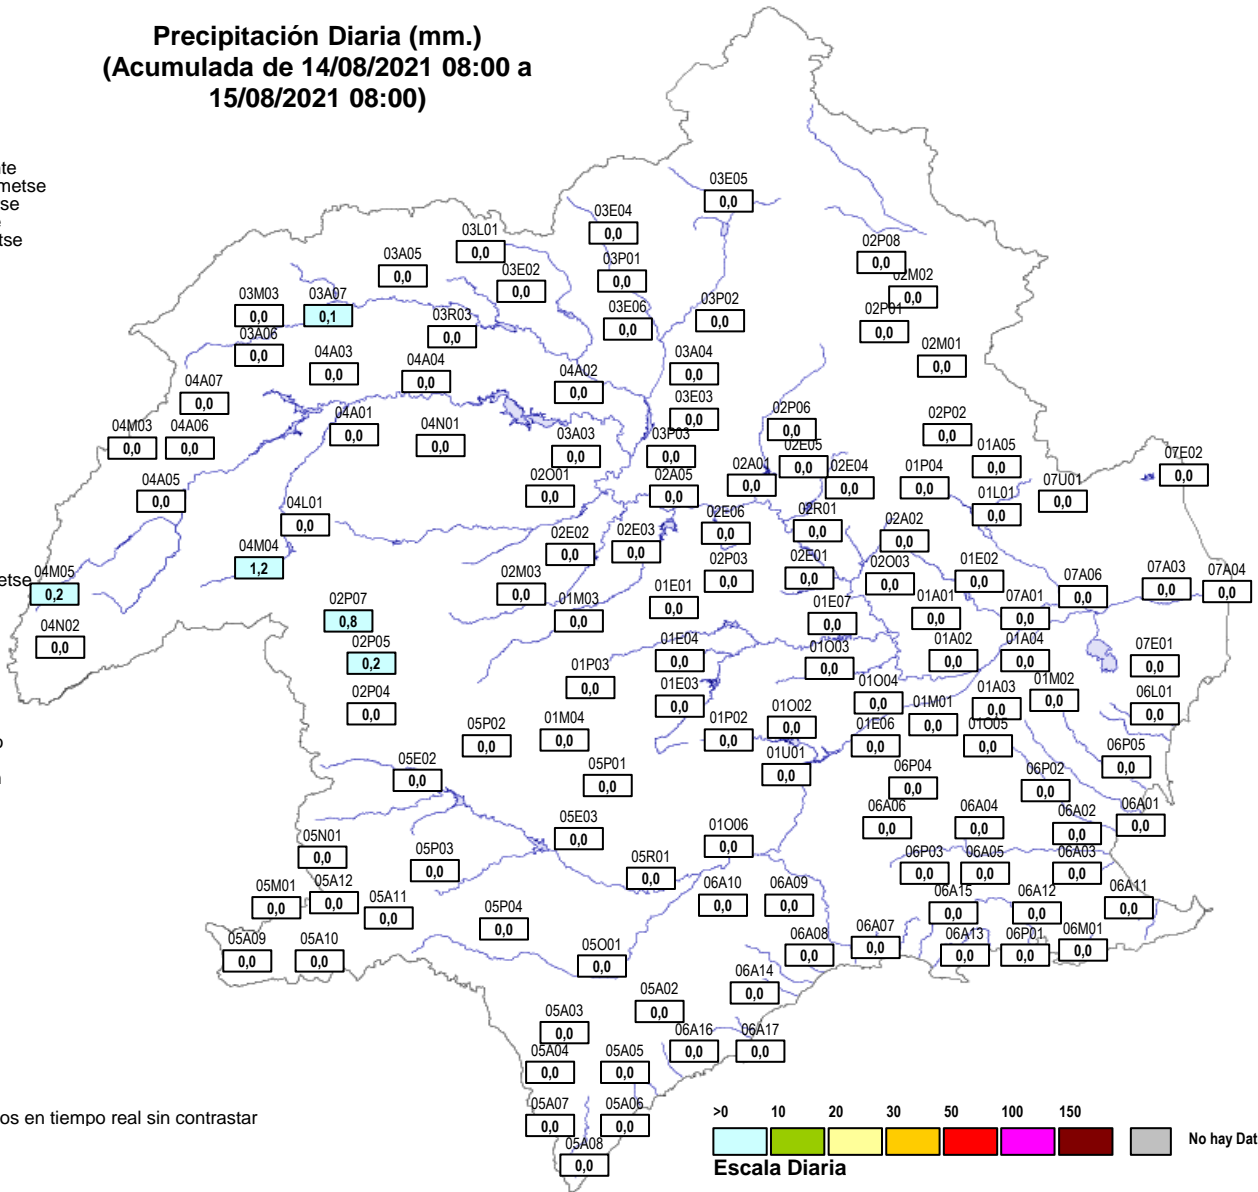 Precipitación Diaria (mm.)
(Acumulada de 14/08/2021 08:00 a
15/08/2021 08:00)
te
metse
se
tse
03E05
0,0
03E04
0,0
03L01
0,0
03A05
0,0
03P01
0,0
03E02
0,0
02P08
0,0
02M02
0,0
03M03
0,0
03A07
0,1
03R03
0,0
03E06
0,0
03P02
0,0
02P01
0,0
03A06
0,0
04A03
0,0
04A04
0,0
04A02
0,0
03A04
0,0
02M01
0,0
04A07
0,0
03E03
0,0
04M03
0,0
04A06
0,0
04A01
0,0
04N01
0,0
03A03
0,0
03P03
0,0
02P06
0,0
02E05
0,0
02P02
0,0
01A05
0,0
07E02
0,0
04A05
0,0
02O01
0,0
02A05
0,0
02A01
0,0
02E04
0,0
01P04
0,0
01L01
0,0
07U01
0,0
04L01
0,0
02E06
0,0
02R01
0,0
02A02
0,0
04M04
1,2
02E02
0,0
02E03
0,0
metse
04M05
0,2
02M03
0,0
01M03
0,0
01E01
0,0
02P03
0,0
02E01
0,0
02O03
0,0
01E02
0,0
07A06
0,0
07A03
0,0
07A04
0,0
02P07
0,8
01E07
0,0
01A01
0,0
07A01
0,0
04N02
0,0
02P05
0,2
01E04
0,0
01O03
0,0
01A02
0,0
01A04
0,0
07E01
0,0
01P03
0,0
01E03
0,0
01O04
0,0
01A03
0,0
01M02
0,0
06L01
0,0
02P04
0,0
05P02
0,0
01M04
0,0
01P02
0,0
01O02
0,0
01E06
0,0
01M01
0,0
01O05
0,0
05E02
0,0
05P01
0,0
01U01
0,0
06P04
0,0
06P02
0,0
06P05
0,0
05E03
0,0
01O06
0,0
06A06
0,0
06A04
0,0
06A02
0,0
06A01
0,0
05N01
0,0
05P03
0,0
05R01
0,0
06P03
0,0
06A05
0,0
06A03
0,0
05M01
0,0
05A12
0,0
05A11
0,0
05P04
0,0
06A10
0,0
06A09
0,0
06A15
0,0
06A12
0,0
06A11
0,0
05A09
0,0
05A10
0,0
05O01
0,0
06A08
0,0
06A07
0,0
06A13
0,0
06P01
0,0
06M01
0,0
06A14
0,0
05A02
0,0
05A03
0,0
06A16
0,0
06A17
0,0
05A04
0,0
05A05
0,0
05A07
0,0
05A06
0,0
05A08
0,0
os en tiempo real sin contrastar
>0 10 20 30 50 100 150
No hay Dat
Escala Diaria